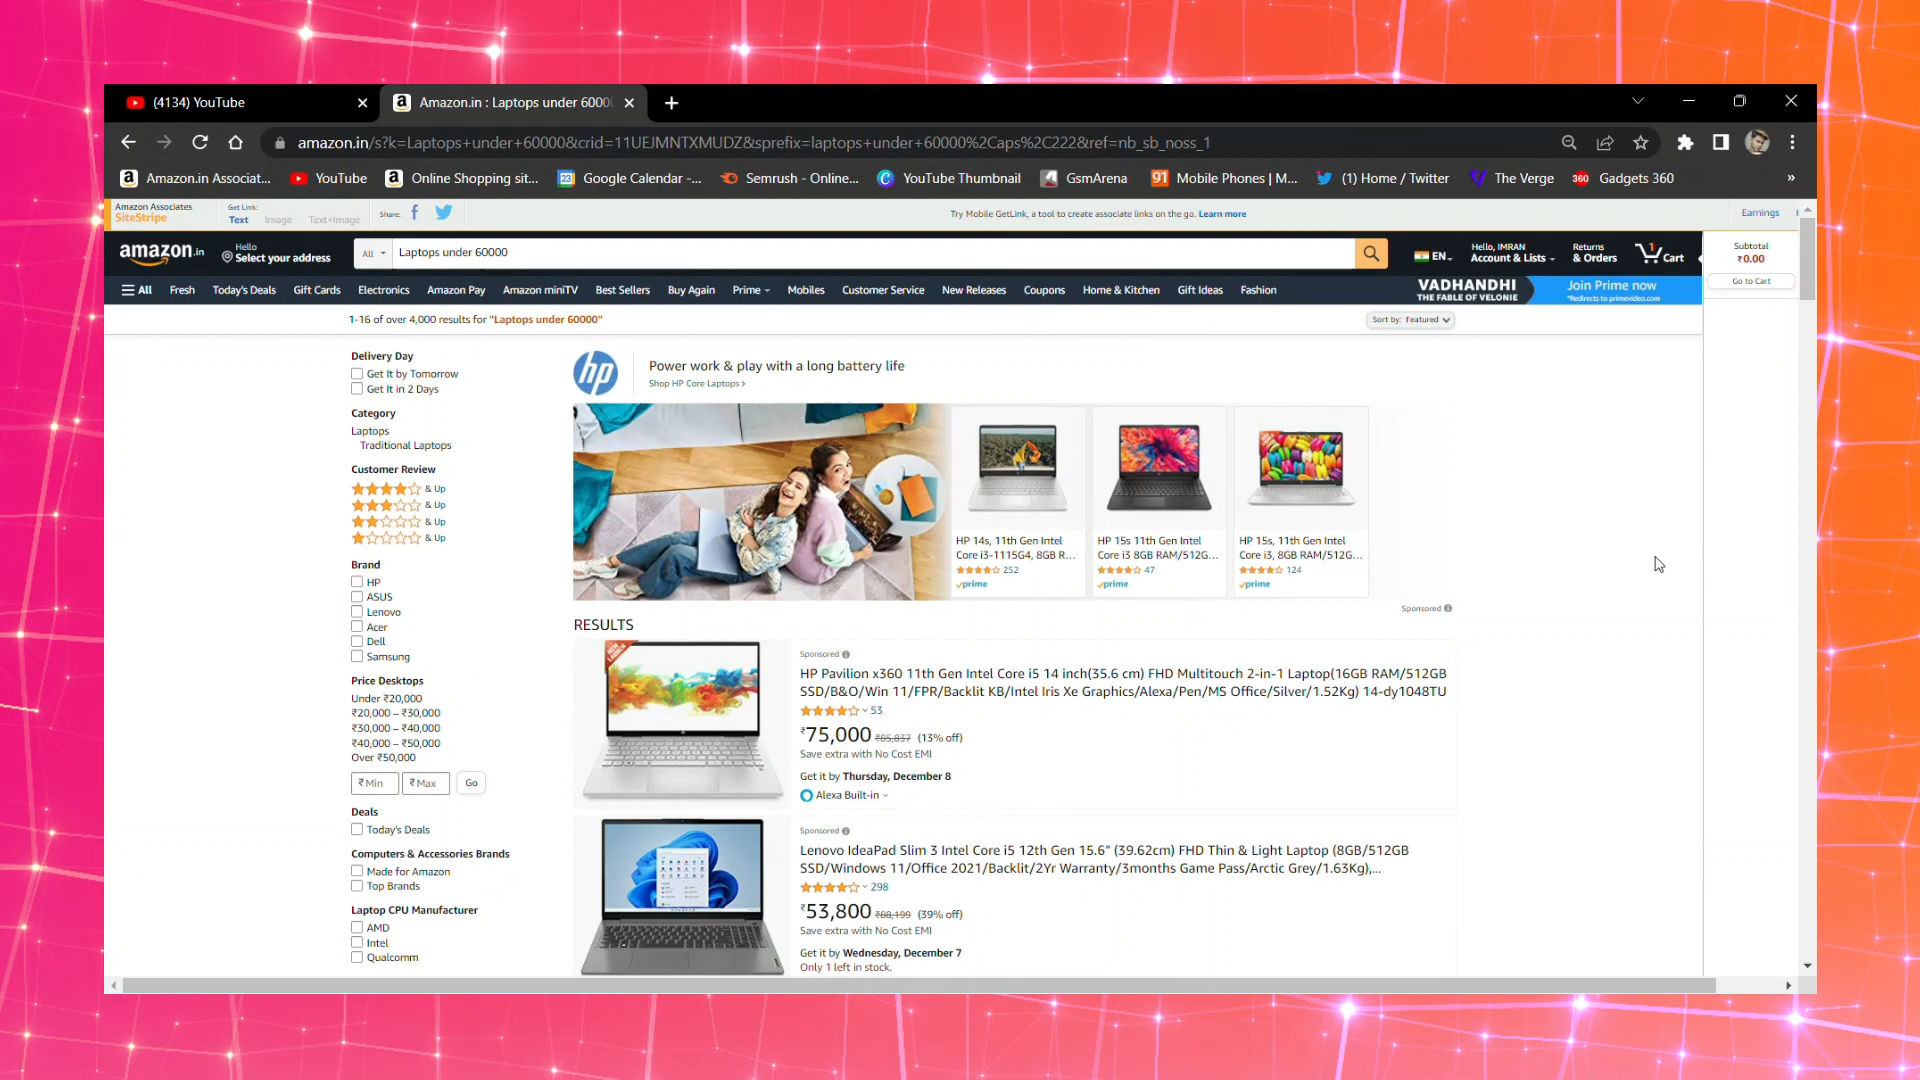 (4134) YouTube
Amazon.in : Laptops under 6000
amazon.in/s?k=Laptops+under+60000&crid=11UEJMNTXMUDZ&sprefix=laptops+under+60000%2Caps%2C222&ref=nb_sb_noss_1
Amazon.in Associat...
YouTube
Online Shopping sit...
Google Calendar -...
Semrush - Online...
YouTube Thumbnail
GsmArena
Mobile Phones | M...
(1) Home / Twitter
The Verge
Gadgets 360
Amazon Associates
SiteStripe
Get Link:
Text
Image
Text+Image
Share:
Try Mobile GetLink, a tool to create associate links on the go. Learn more
Earnings
amazon.in
Hello
Select your address
All
Laptops under 60000
EN
Hello, IMRAN
Account & Lists
Returns
& Orders
1
Cart
Subtotal
₹0.00
Go to Cart
All
Fresh
Today's Deals
Gift Cards
Electronics
Amazon Pay
Amazon miniTV
Best Sellers
Buy Again
Prime
Mobiles
Customer Service
New Releases
Coupons
Home & Kitchen
Gift Ideas
Fashion
VADHANDHI
THE FABLE OF VELONIE
Join Prime now
*Redirects to primevideo.com
1-16 of over 4,000 results for "Laptops under 60000"
Sort by: Featured
Delivery Day
Get It by Tomorrow
Get It in 2 Days
Category
Laptops
Traditional Laptops
Customer Review
& Up
& Up
& Up
& Up
Brand
HP
ASUS
Lenovo
Acer
Dell
Samsung
Price Desktops
Under ₹20,000
₹20,000 – ₹30,000
₹30,000 – ₹40,000
₹40,000 – ₹50,000
Over ₹50,000
₹ Min
₹ Max
Go
Deals
Today's Deals
Computers & Accessories Brands
Made for Amazon
Top Brands
Laptop CPU Manufacturer
AMD
Intel
Qualcomm
hp
Power work & play with a long battery life
Shop HP Core Laptops ›
HP 14s, 11th Gen Intel
Core i3-1115G4, 8GB R...
252
prime
HP 15s 11th Gen Intel
Core i3 8GB RAM/512G...
47
prime
HP 15s, 11th Gen Intel
Core i3, 8GB RAM/512G...
124
prime
Sponsored
RESULTS
NEW LAUNCH
Sponsored
HP Pavilion x360 11th Gen Intel Core i5 14 inch(35.6 cm) FHD Multitouch 2-in-1 Laptop(16GB RAM/512GB
SSD/B&O/Win 11/FPR/Backlit KB/Intel Iris Xe Graphics/Alexa/Pen/MS Office/Silver/1.52Kg) 14-dy1048TU
53
₹75,000 ₹85,837 (13% off)
Save extra with No Cost EMI
Get it by Thursday, December 8
Alexa Built-in
Sponsored
Lenovo IdeaPad Slim 3 Intel Core i5 12th Gen 15.6" (39.62cm) FHD Thin & Light Laptop (8GB/512GB
SSD/Windows 11/Office 2021/Backlit/2Yr Warranty/3months Game Pass/Arctic Grey/1.63Kg),...
298
₹53,800 ₹88,199 (39% off)
Save extra with No Cost EMI
Get it by Wednesday, December 7
Only 1 left in stock.